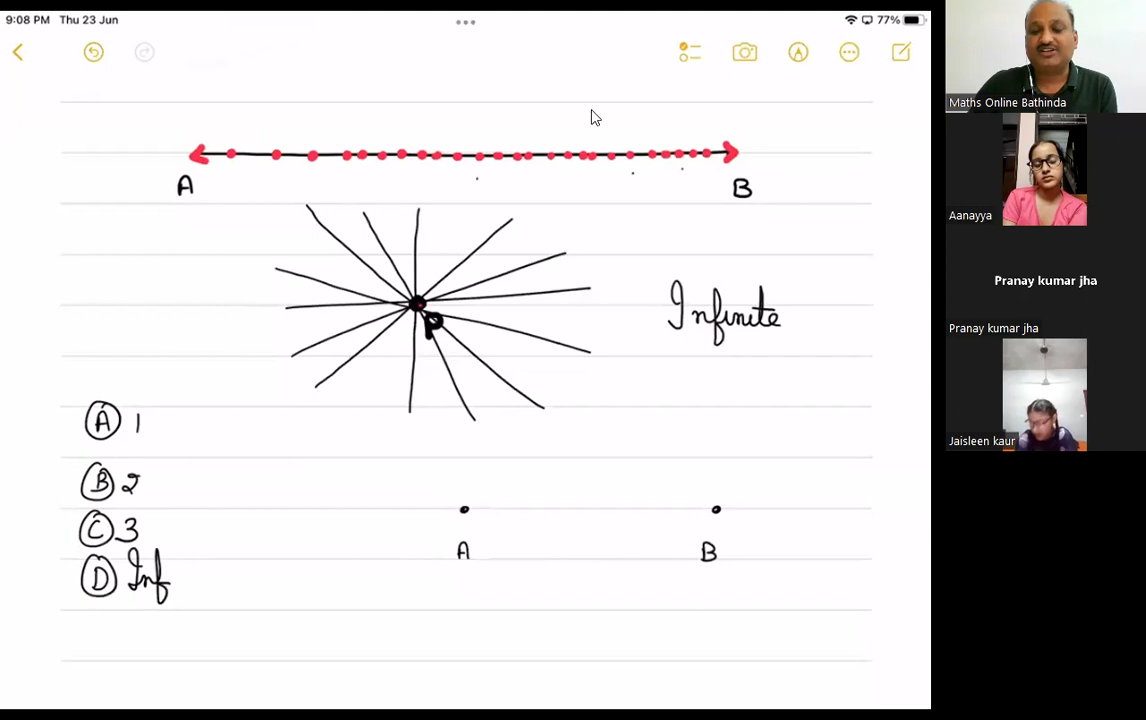 9:08 PM Thu 23 Jun
77%
Maths Online Bathinda
A B
Aanayya
P
Infinite
Pranay kumar jha
Pranay kumar jha
A 1
Jaisleen kaur
B 2
C 3
A B
D Inf